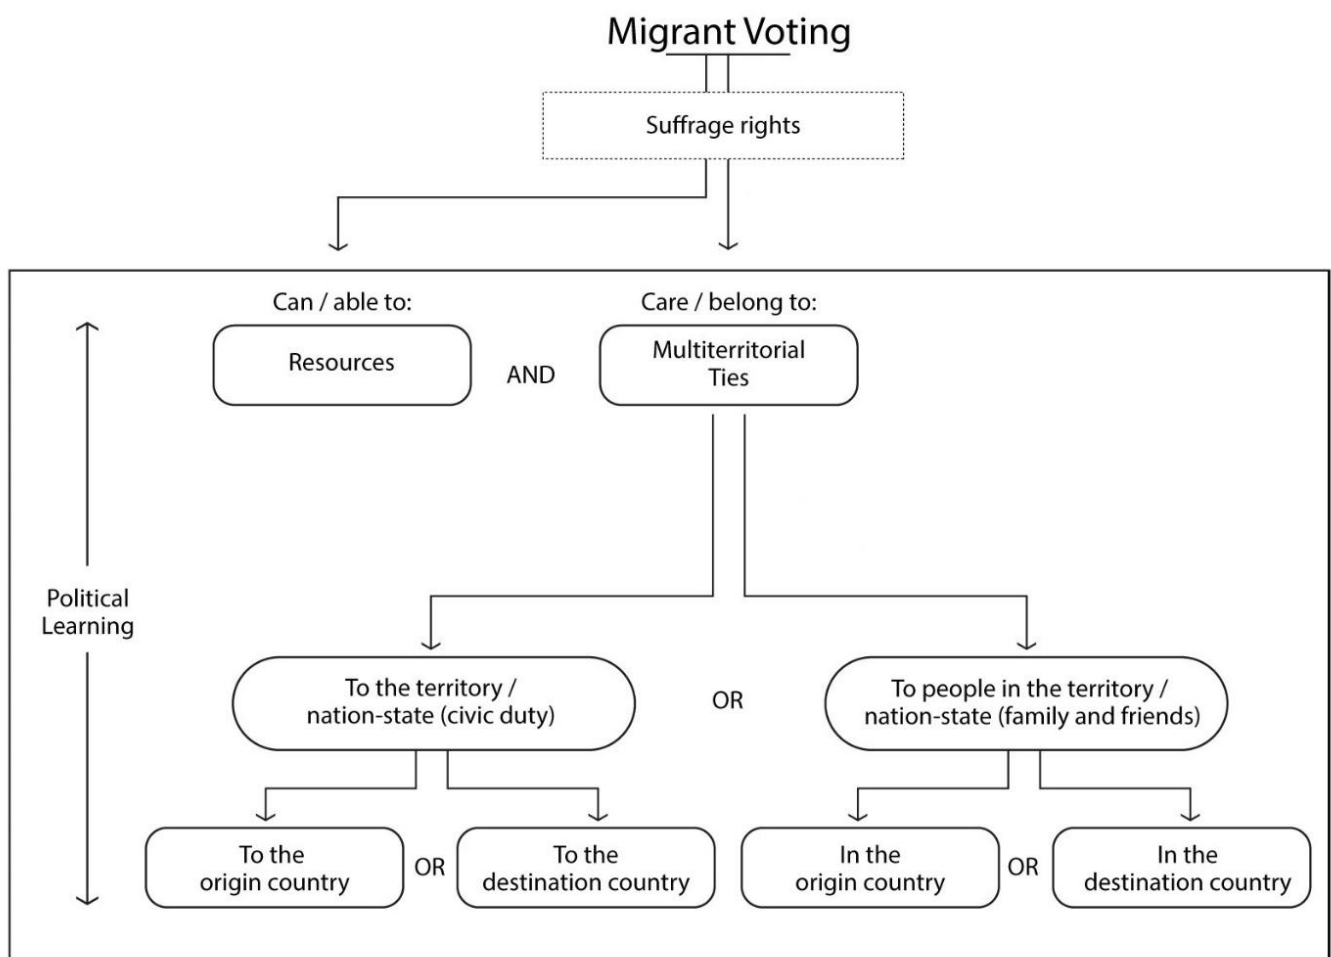 Migrant Voting
Suffrage rights
Can / able to:
Care / belong to:
Resources
AND
Multiterritorial
Ties
Political
Learning
To the territory /
nation-state (civic duty)
OR
To people in the territory /
nation-state (family and friends)
To the
origin country
OR
To the
destination country
In the
origin country
OR
In the
destination country